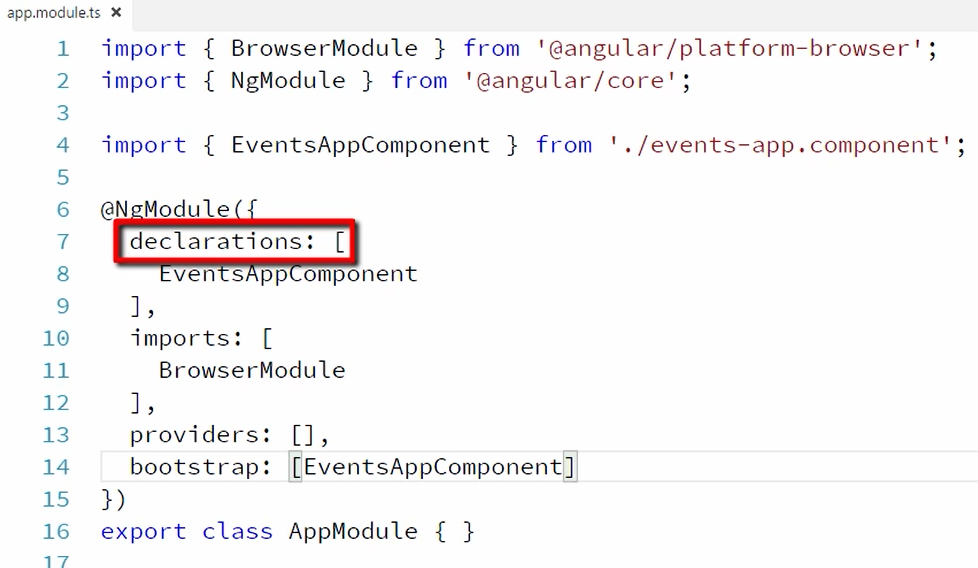 app.module.ts ×
1 import { BrowserModule } from '@angular/platform-browser';
2 import { NgModule } from '@angular/core';
3
4 import { EventsAppComponent } from './events-app.component';
5
6 @NgModule({
7   declarations: [
8     EventsAppComponent
9   ],
10   imports: [
11     BrowserModule
12   ],
13   providers: [],
14   bootstrap: [EventsAppComponent]
15 })
16 export class AppModule { }
17